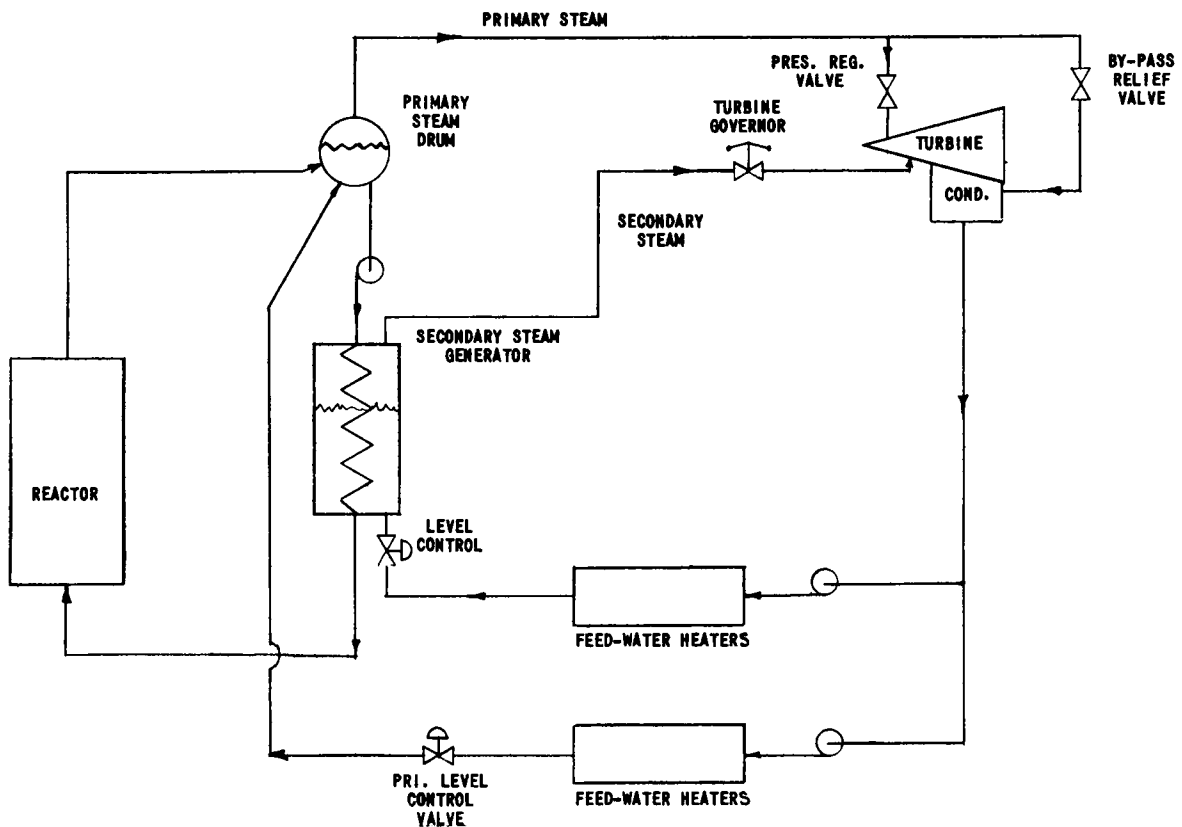 PRIMARY STEAM
PRES. REG.
VALVE
BY-PASS
RELIEF
VALVE
PRIMARY
STEAM
DRUM
TURBINE
GOVERNOR
TURBINE
COND.
SECONDARY
STEAM
SECONDARY STEAM
GENERATOR
REACTOR
LEVEL
CONTROL
FEED-WATER HEATERS
PRI. LEVEL
CONTROL
VALVE
FEED-WATER HEATERS